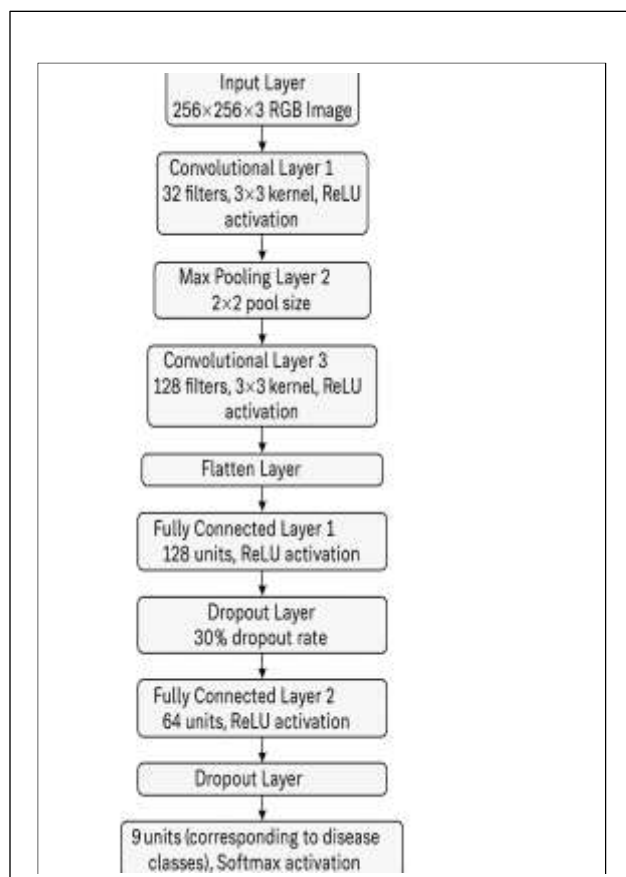 Input Layer
256×256×3 RGB Image
Convolutional Layer 1
32 filters, 3×3 kernel, ReLU
activation
Max Pooling Layer 2
2×2 pool size
Convolutional Layer 3
128 filters, 3×3 kernel, ReLU
activation
Flatten Layer
Fully Connected Layer 1
128 units, ReLU activation
Dropout Layer
30% dropout rate
Fully Connected Layer 2
64 units, ReLU activation
Dropout Layer
9 units (corresponding to disease
classes), Softmax activation